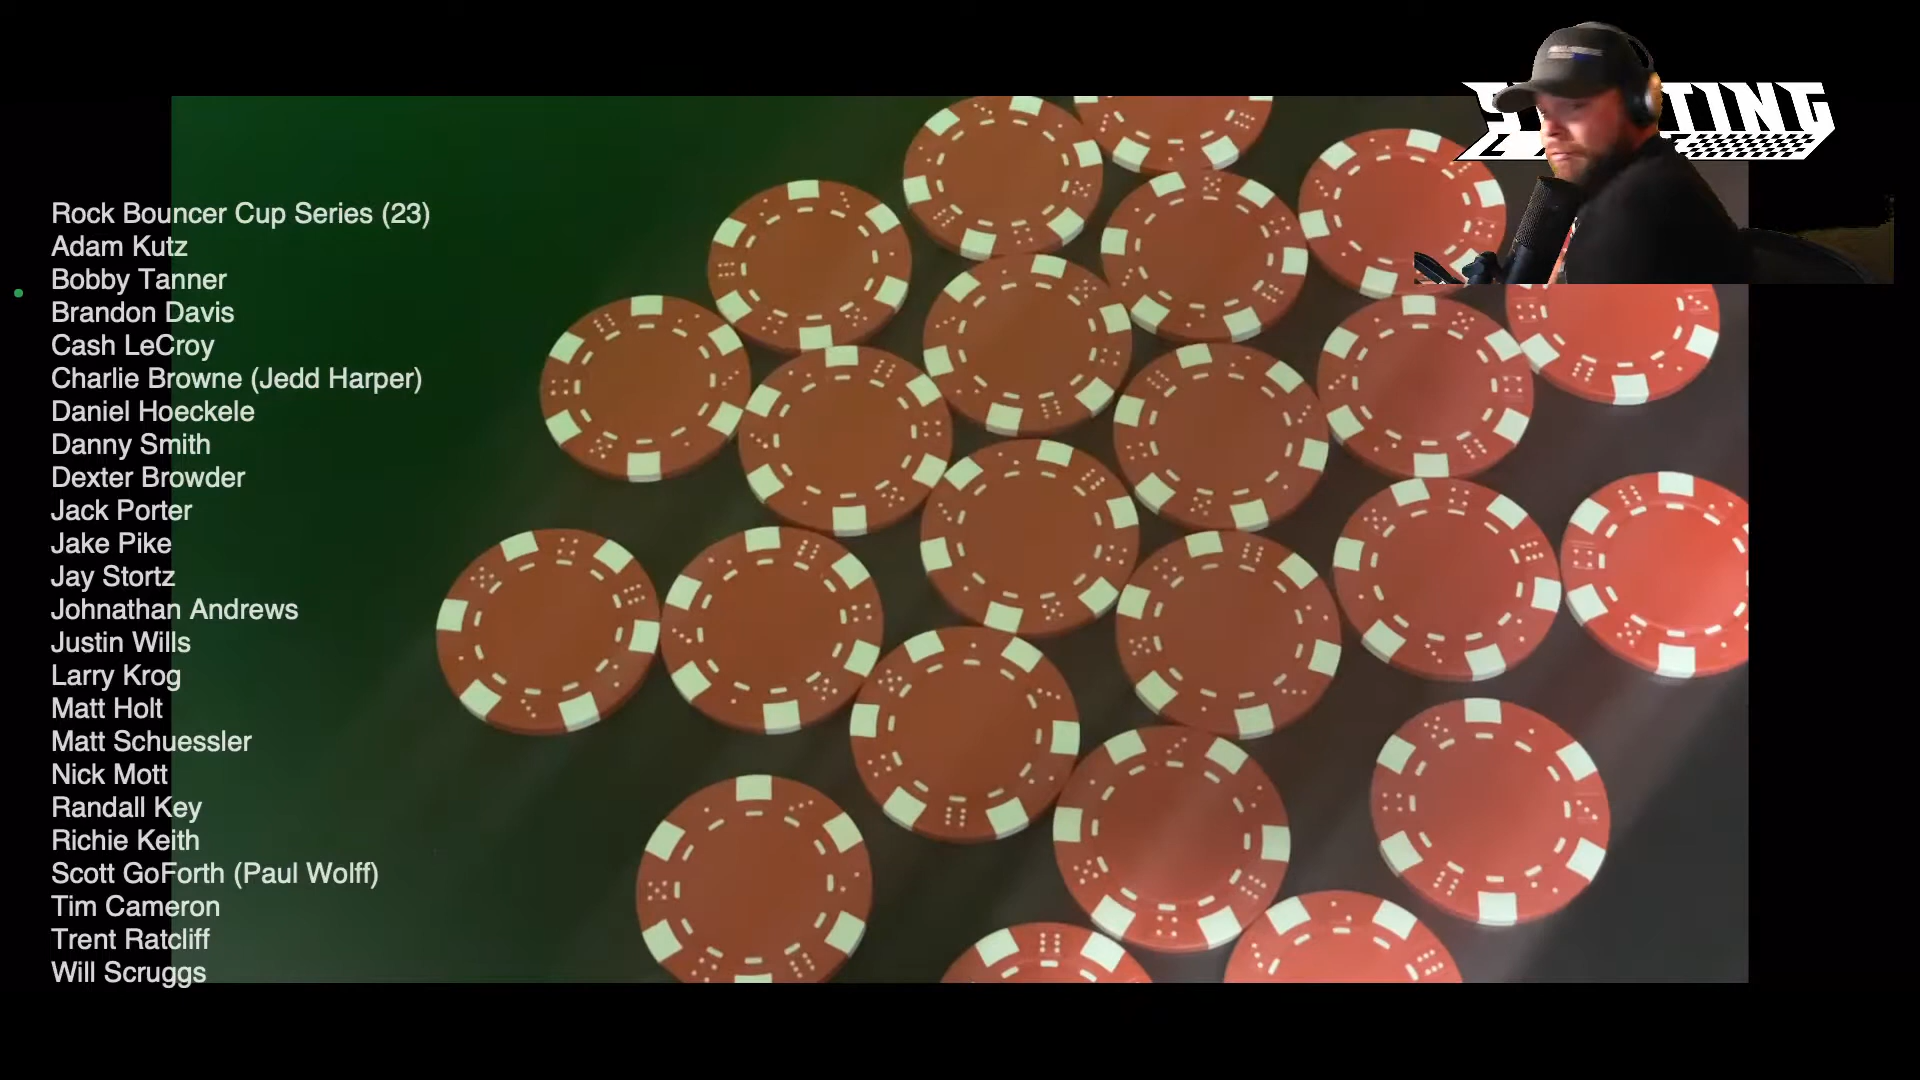 Rock Bouncer Cup Series (23)
Adam Kutz
Bobby Tanner
Brandon Davis
Cash LeCroy
Charlie Browne (Jedd Harper)
Daniel Hoeckele
Danny Smith
Dexter Browder
Jack Porter
Jake Pike
Jay Stortz
Johnathan Andrews
Justin Wills
Larry Krog
Matt Holt
Matt Schuessler
Nick Mott
Randall Key
Richie Keith
Scott GoForth (Paul Wolff)
Tim Cameron
Trent Ratcliff
Will Scruggs